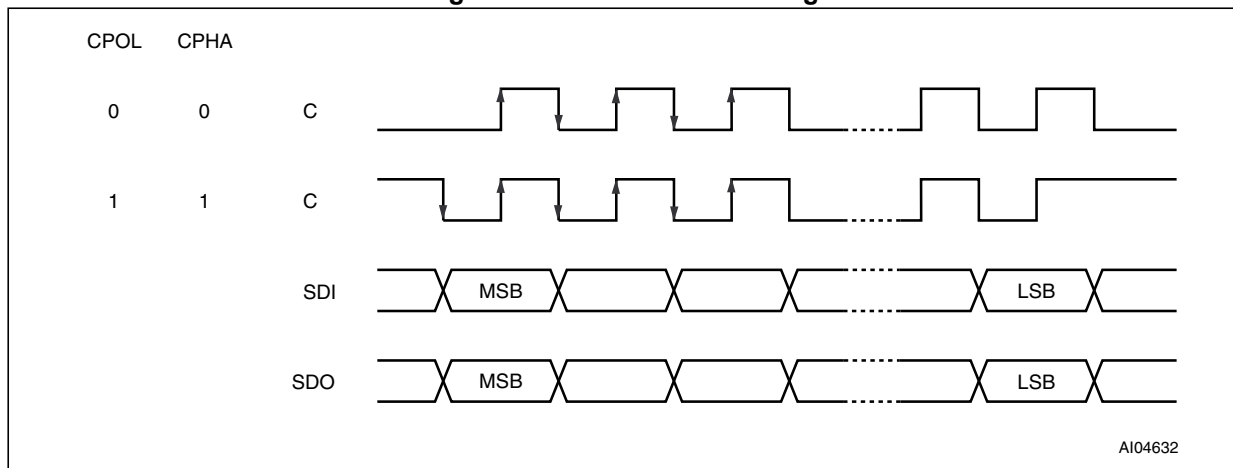 CPOL CPHA
0 0 C
1 1 C
SDI MSB LSB
SDO MSB LSB
AI04632